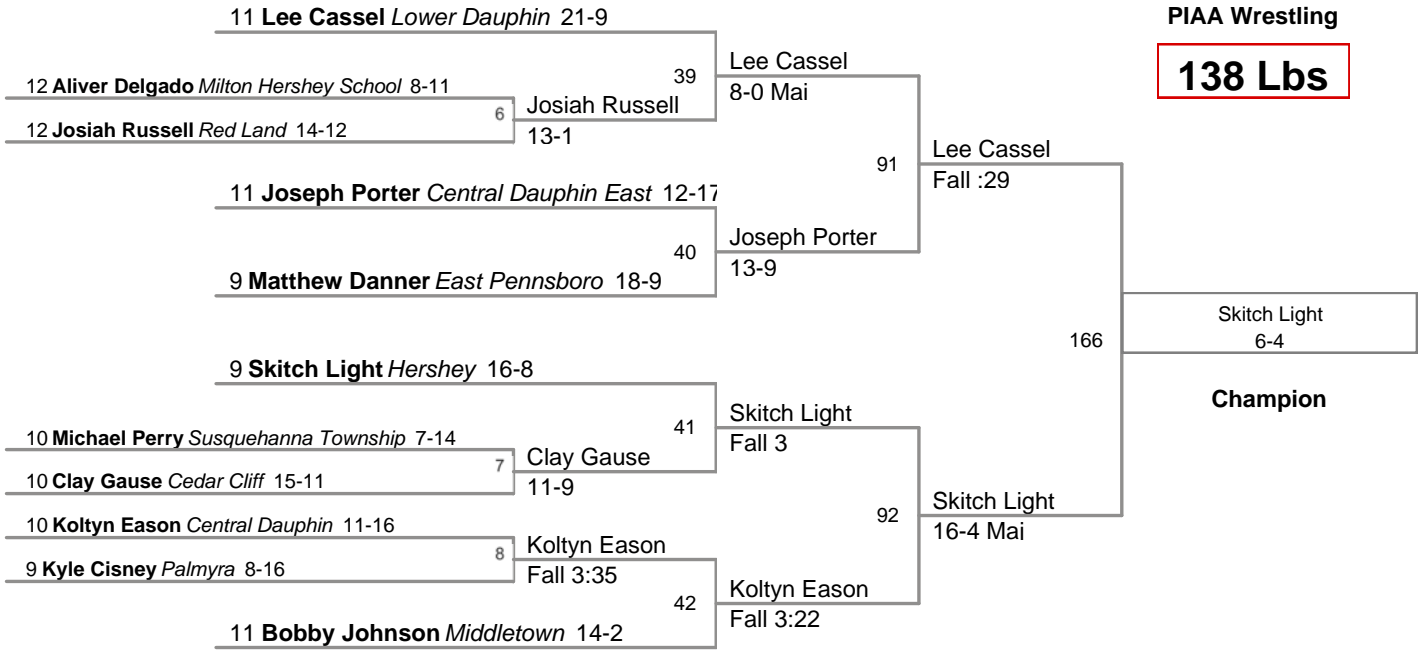 11 Lee Cassel Lower Dauphin 21-9
PIAA Wrestling
138 Lbs
39
Lee Cassel
8-0 Mai
12 Aliver Delgado Milton Hershey School 8-11
6
Josiah Russell
13-1
12 Josiah Russell Red Land 14-12
91
Lee Cassel
Fall :29
11 Joseph Porter Central Dauphin East 12-17
40
Joseph Porter
13-9
9 Matthew Danner East Pennsboro 18-9
166
Skitch Light
6-4
Champion
9 Skitch Light Hershey 16-8
41
Skitch Light
Fall 3
10 Michael Perry Susquehanna Township 7-14
7
Clay Gause
11-9
10 Clay Gause Cedar Cliff 15-11
92
Skitch Light
16-4 Mai
10 Koltyn Eason Central Dauphin 11-16
8
Koltyn Eason
Fall 3:35
9 Kyle Cisney Palmyra 8-16
42
Koltyn Eason
Fall 3:22
11 Bobby Johnson Middletown 14-2